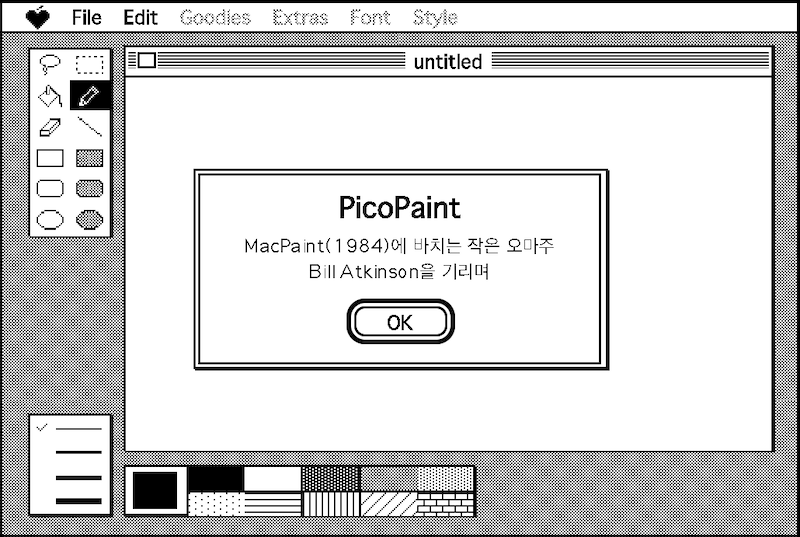 File Edit Goodies Extras Font Style
untitled
PicoPaint
MacPaint(1984)에 바치는 작은 오마주
Bill Atkinson을 기리며
OK